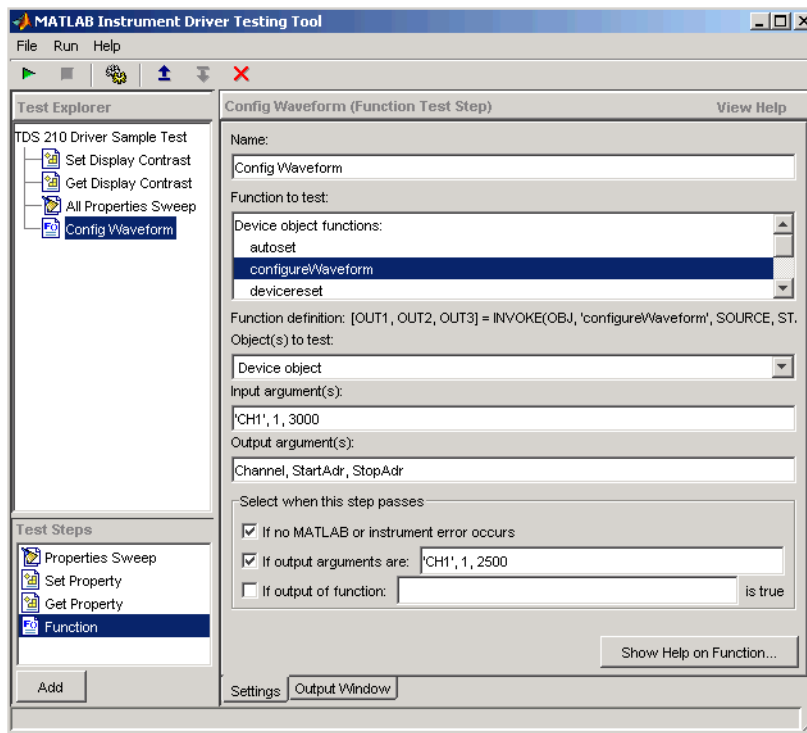 MATLAB Instrument Driver Testing Tool
File Run Help
Test Explorer
TDS 210 Driver Sample Test
Set Display Contrast
Get Display Contrast
All Properties Sweep
Config Waveform
Test Steps
Properties Sweep
Set Property
Get Property
Function
Add
Config Waveform (Function Test Step) View Help
Name:
Config Waveform
Function to test:
Device object functions:
autoset
configureWaveform
devicereset
Function definition: [OUT1, OUT2, OUT3] = INVOKE(OBJ, 'configureWaveform', SOURCE, ST.
Object(s) to test:
Device object
Input argument(s):
'CH1', 1, 3000
Output argument(s):
Channel, StartAdr, StopAdr
Select when this step passes
If no MATLAB or instrument error occurs
If output arguments are: 'CH1', 1, 2500
If output of function: is true
Show Help on Function...
Settings Output Window